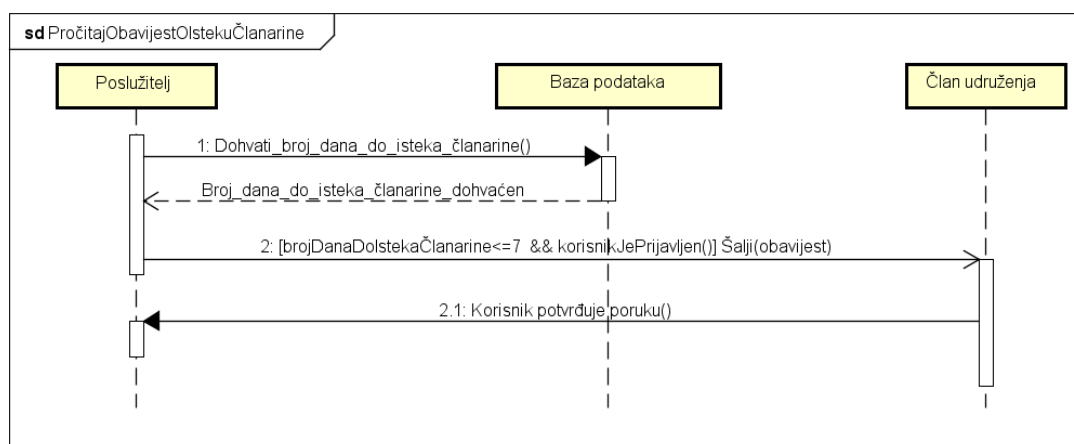 sd PročitajObavijestOIstekuČlanarine
Poslužitelj
Baza podataka
Član udruženja
1: Dohvati_broj_dana_do_isteka_članarine()
Broj_dana_do_isteka_članarine_dohvaćen
2: [brojDanaDoIstekaČlanarine<=7 && korisnikJePrijavljen()] Šalji(obavijest)
2.1: Korisnik potvrđuje poruku()